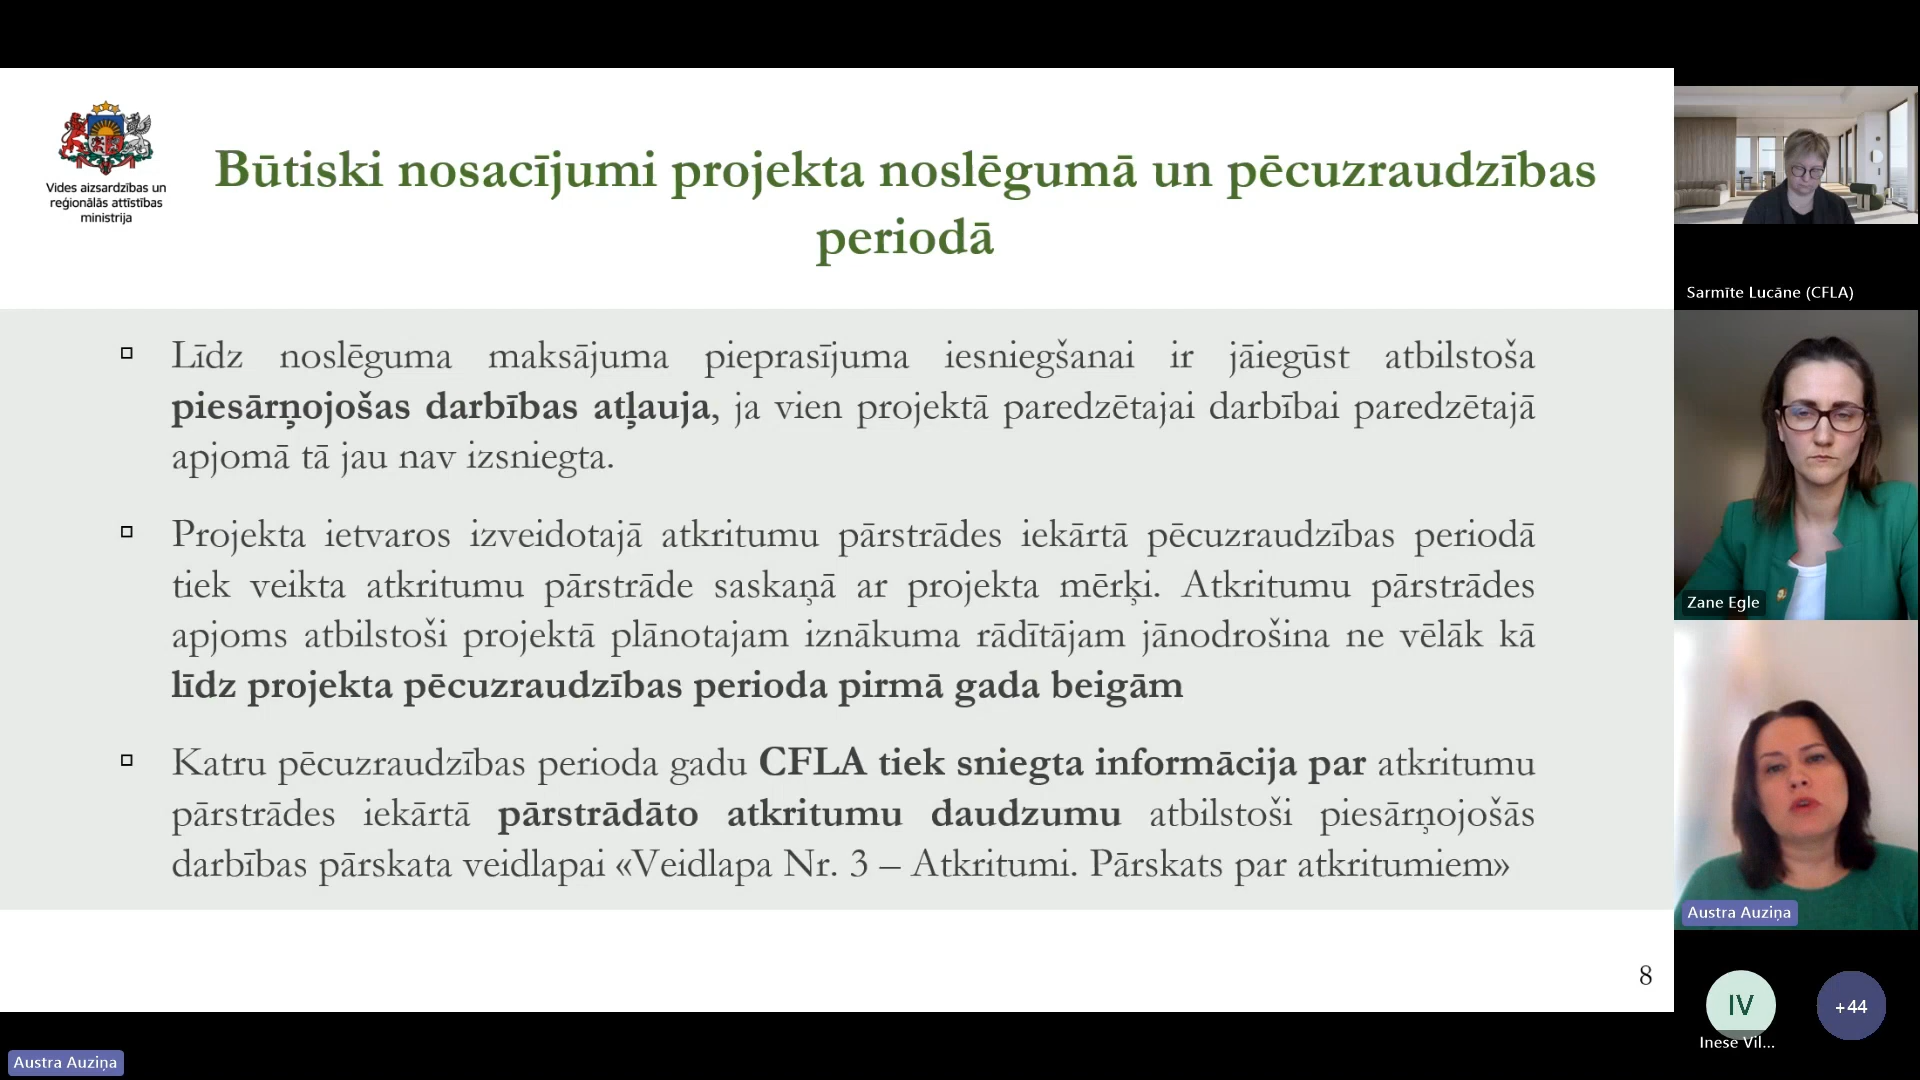 Vides aizsardzības un
reģionālās attīstības
ministrija
Būtiski nosacījumi projekta noslēgumā un pēcuzraudzības
periodā
Līdz noslēguma maksājuma pieprasījuma iesniegšanai ir jāiegūst atbilstoša
piesārņojošas darbības atļauja, ja vien projektā paredzētajai darbībai paredzētajā
apjomā tā jau nav izsniegta.
Projekta ietvaros izveidotajā atkritumu pārstrādes iekārtā pēcuzraudzības periodā
tiek veikta atkritumu pārstrāde saskaņā ar projekta mērķi. Atkritumu pārstrādes
apjoms atbilstoši projektā plānotajam iznākuma rādītājam jānodrošina ne vēlāk kā
līdz projekta pēcuzraudzības perioda pirmā gada beigām
Katru pēcuzraudzības perioda gadu CFLA tiek sniegta informācija par atkritumu
pārstrādes iekārtā pārstrādāto atkritumu daudzumu atbilstoši piesārņojošās
darbības pārskata veidlapai «Veidlapa Nr. 3 – Atkritumi. Pārskats par atkritumiem»
8
Sarmīte Lucāne (CFLA)
Zane Egle
Austra Auziņa
IV
+44
Inese Vil...
Austra Auziņa